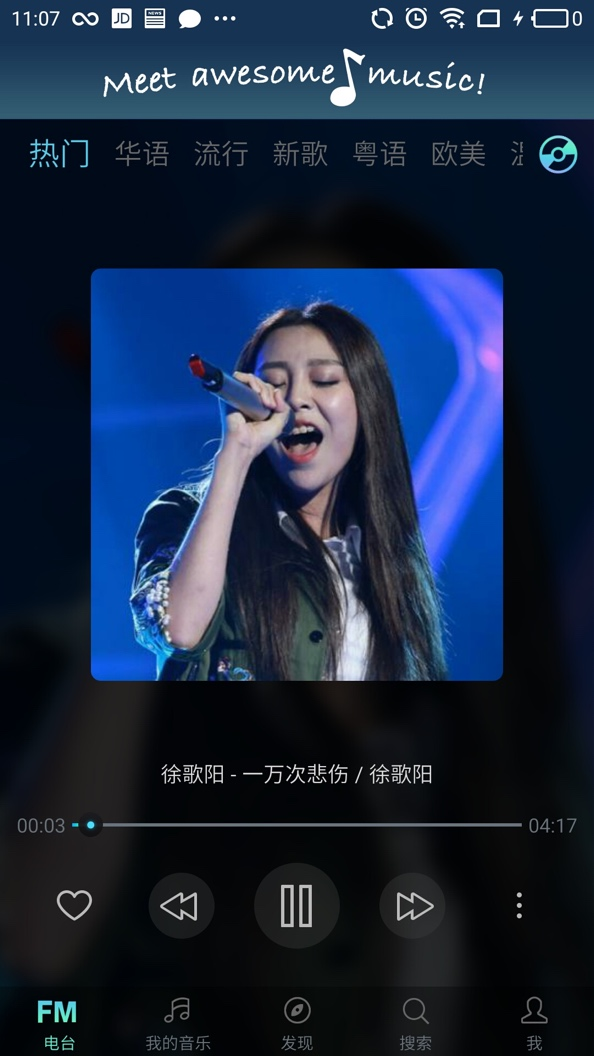 11:07 JD NEWS 0
Meet awesome music!
热门 华语 流行 新歌 粤语 欧美
徐歌阳 - 一万次悲伤 / 徐歌阳
00:03 04:17
FM
电台 我的音乐 发现 搜索 我